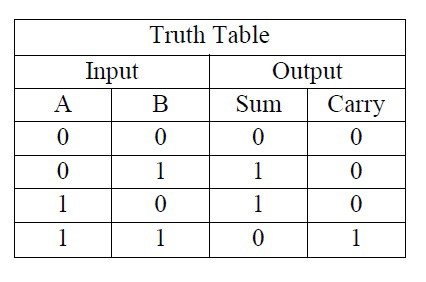 Truth Table
Input Output
A B Sum Carry
0 0 0 0
0 1 1 0
1 0 1 0
1 1 0 1